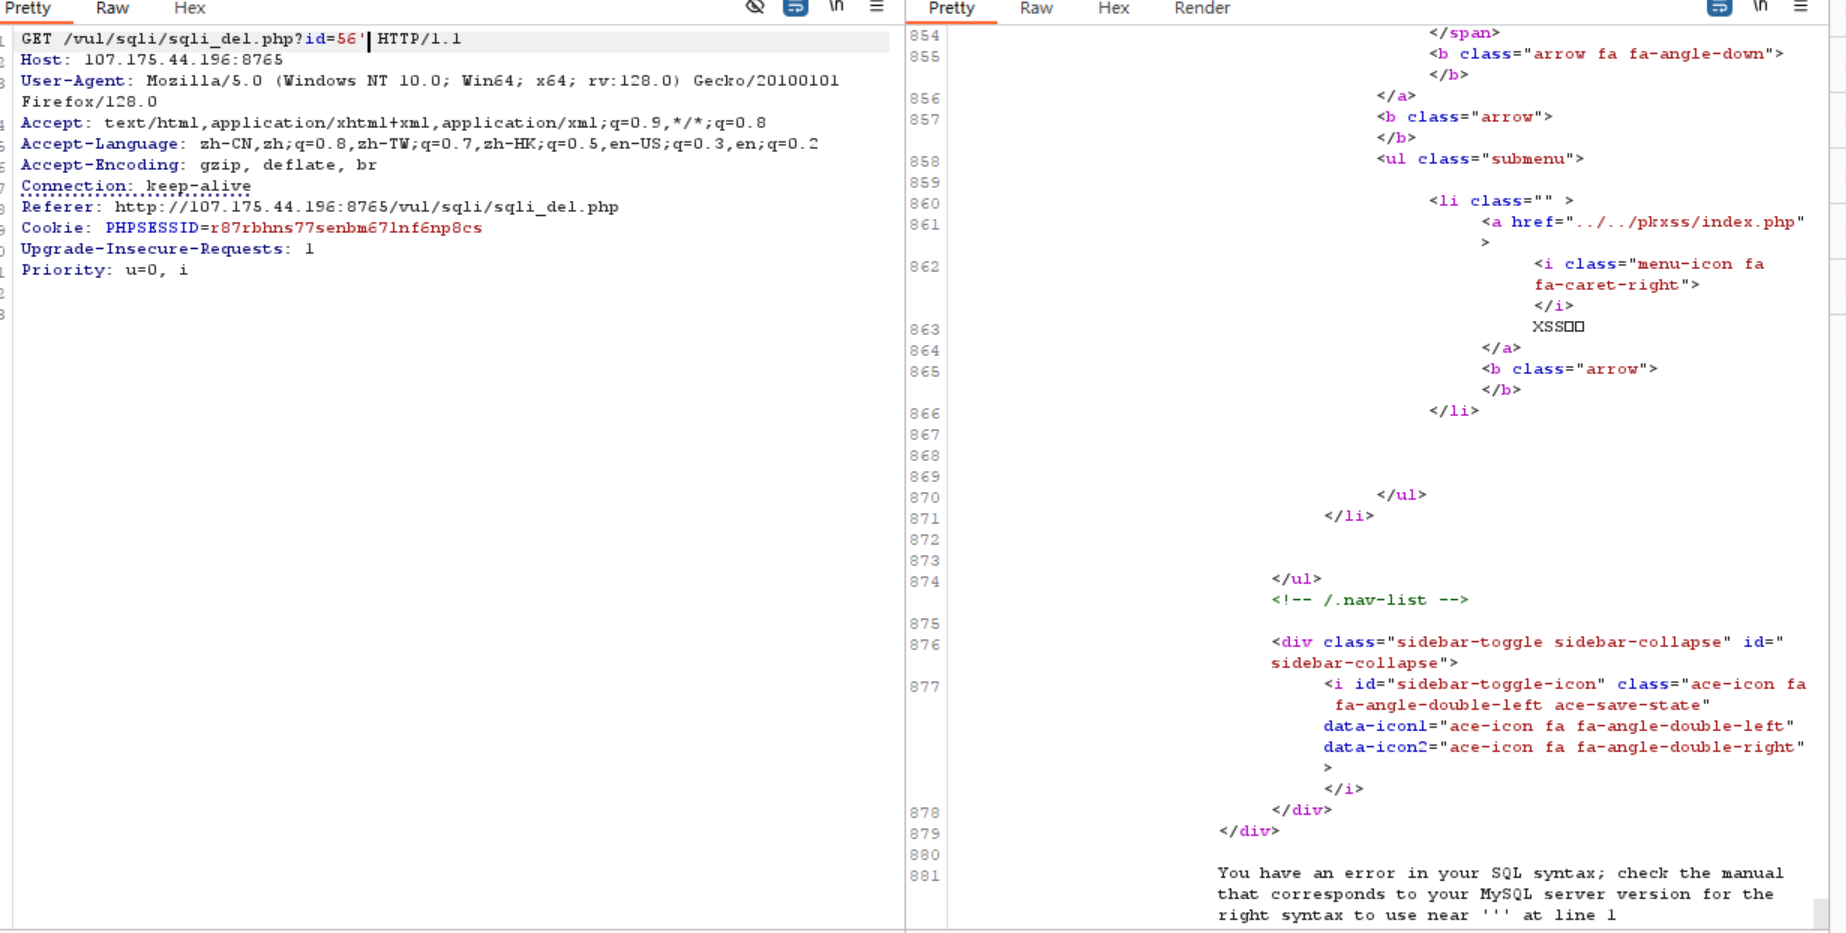 Pretty Raw Hex \n
1 GET /vul/sqli/sqli_del.php?id=56' HTTP/1.1
2 Host: 107.175.44.196:8765
3 User-Agent: Mozilla/5.0 (Windows NT 10.0; Win64; x64; rv:128.0) Gecko/20100101
Firefox/128.0
4 Accept: text/html,application/xhtml+xml,application/xml;q=0.9,*/*;q=0.8
5 Accept-Language: zh-CN,zh;q=0.8,zh-TW;q=0.7,zh-HK;q=0.5,en-US;q=0.3,en;q=0.2
6 Accept-Encoding: gzip, deflate, br
7 Connection: keep-alive
8 Referer: http://107.175.44.196:8765/vul/sqli/sqli_del.php
9 Cookie: PHPSESSID=r87rbhns77senbm67lnf6np8cs
0 Upgrade-Insecure-Requests: 1
1 Priority: u=0, i
2
3
Pretty Raw Hex Render \n
854 </span>
855 <b class="arrow fa fa-angle-down">
</b>
856 </a>
857 <b class="arrow">
</b>
858 <ul class="submenu">
859
860 <li class="" >
861 <a href="../../pkxss/index.php"
>
862 <i class="menu-icon fa
fa-caret-right">
</i>
863 XSS□□
864 </a>
865 <b class="arrow">
</b>
866 </li>
867
868
869
870 </ul>
871 </li>
872
873
874 </ul>
<!-- /.nav-list -->
875
876 <div class="sidebar-toggle sidebar-collapse" id="
sidebar-collapse">
877 <i id="sidebar-toggle-icon" class="ace-icon fa
fa-angle-double-left ace-save-state"
data-icon1="ace-icon fa fa-angle-double-left"
data-icon2="ace-icon fa fa-angle-double-right"
>
</i>
878 </div>
879 </div>
880
881 You have an error in your SQL syntax; check the manual
that corresponds to your MySQL server version for the
right syntax to use near ''' at line 1